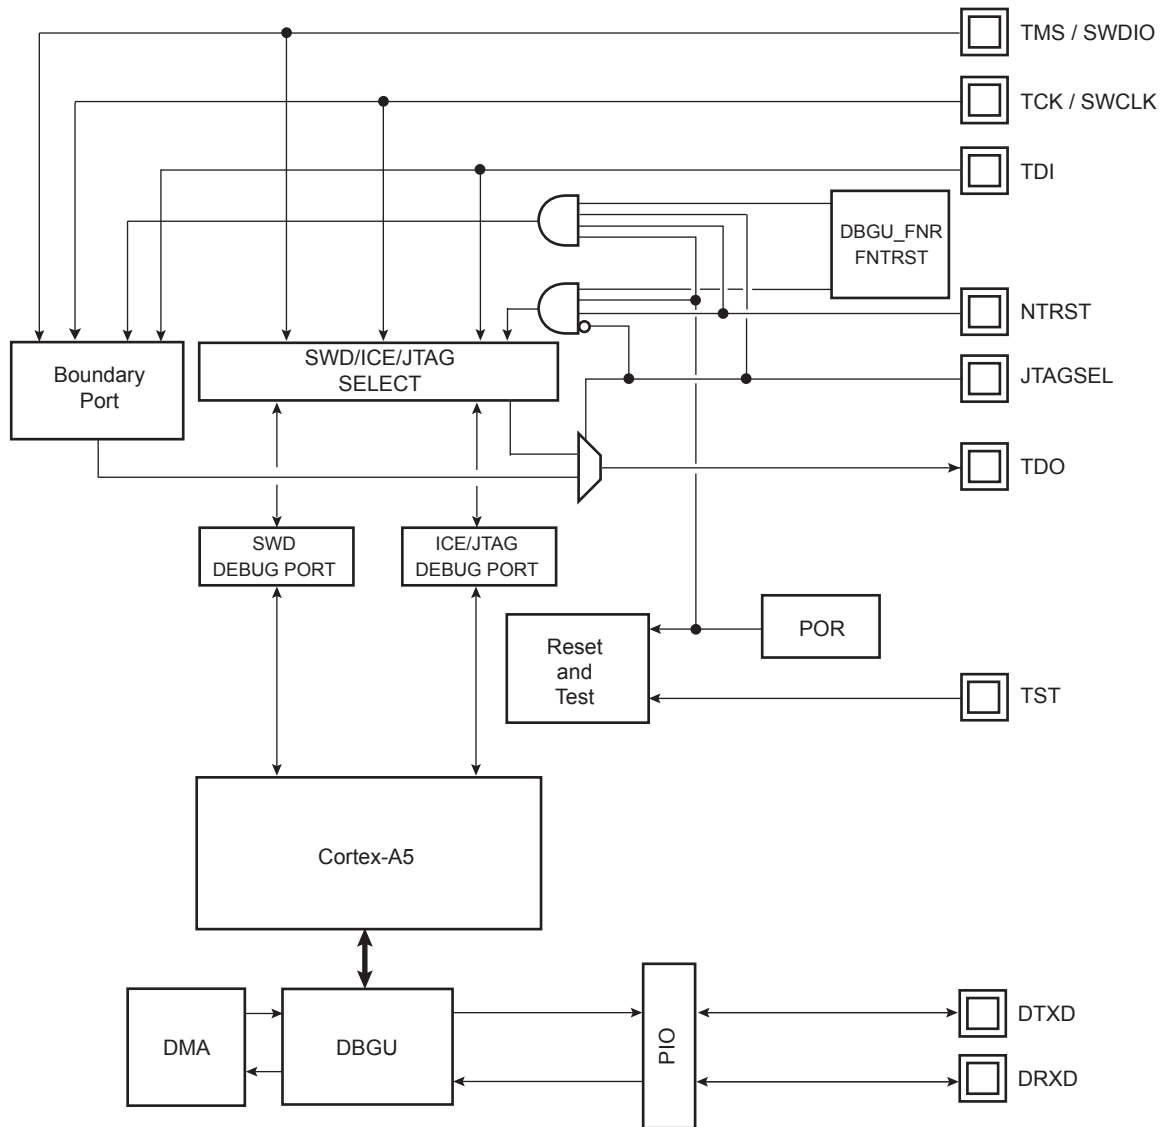 TMS / SWDIO
TCK / SWCLK
TDI
DBGU_FNR
FNTRST
NTRST
SWD/ICE/JTAG
SELECT
Boundary
Port
JTAGSEL
TDO
SWD
DEBUG PORT
ICE/JTAG
DEBUG PORT
POR
Reset
and
Test
TST
Cortex-A5
DMA
DBGU
PIO
DTXD
DRXD